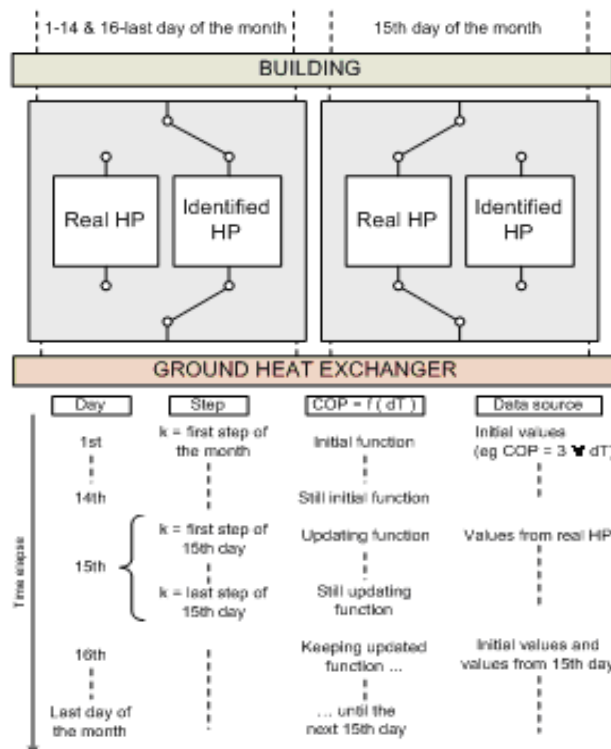 1-14 & 16-last day of the month
15th day of the month
BUILDING
Real HP
Identified
HP
Real HP
Identified
HP
GROUND HEAT EXCHANGER
Day
Step
COP = f ( dT )
Data source
Time elapse
1st
k = first step of
the month
Initial function
Initial values
(eg COP = 3 ∀ dT)
14th
Still initial function
15th
k = first step of
15th day
Updating function
Values from real HP
k = last step of
15th day
Still updating
function
16th
Keeping updated
function ...
Initial values and
values from 15th day
Last day of
the month
... until the
next 15th day